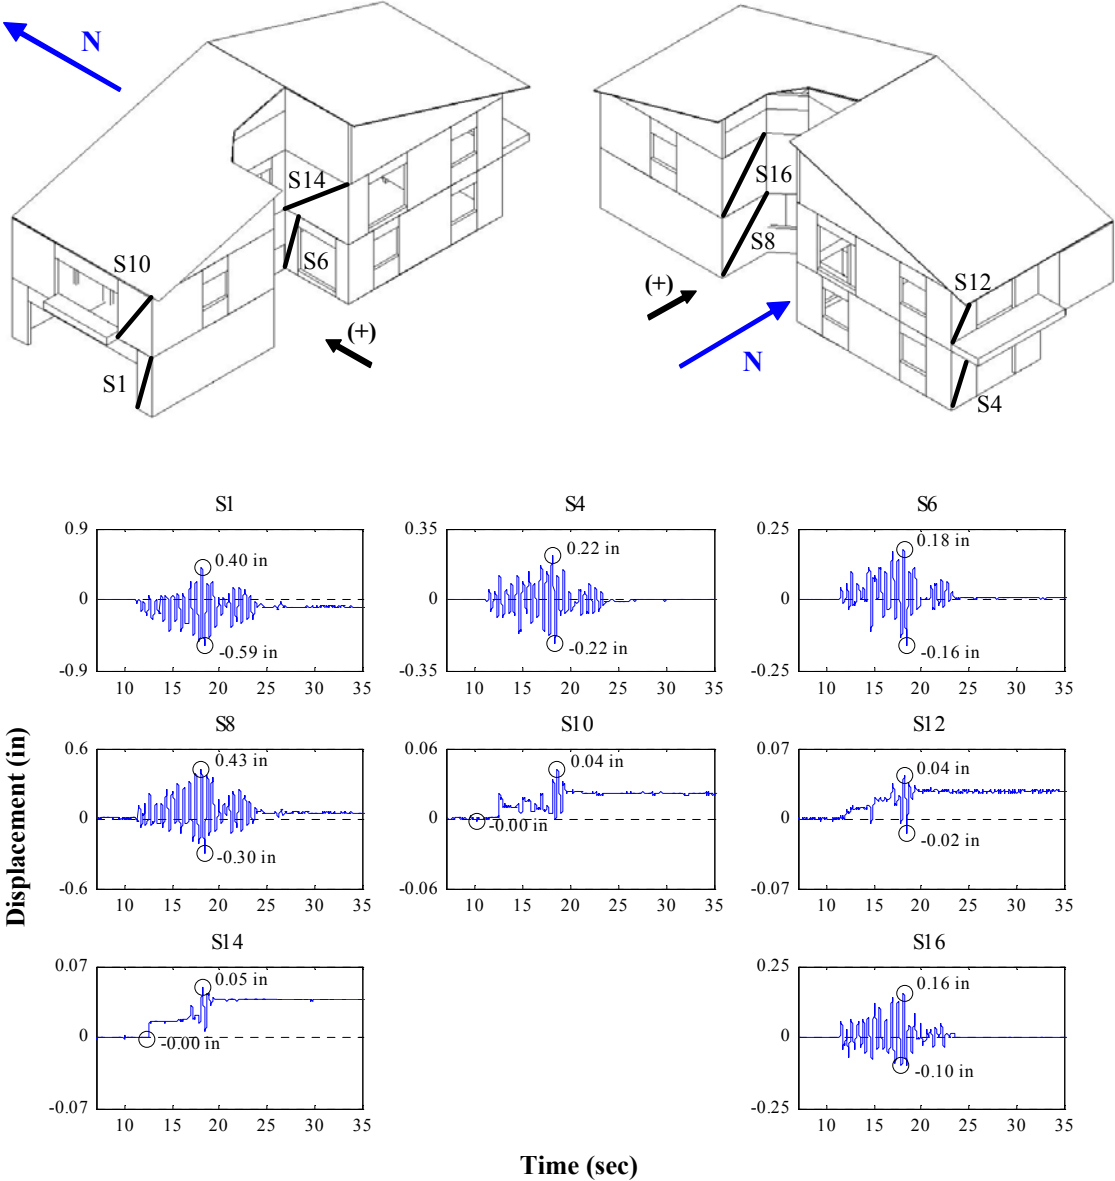 N
S14
S10
S6
(+)
S1
S16
S8
S12
(+)
N
S4
S1
0.9
0
-0.9
0.40 in
-0.59 in
10 15 20 25 30 35
S4
0.35
0
-0.35
0.22 in
-0.22 in
10 15 20 25 30 35
S6
0.25
0
-0.25
0.18 in
-0.16 in
10 15 20 25 30 35
Displacement (in)
S8
0.6
0
-0.6
0.43 in
-0.30 in
10 15 20 25 30 35
S10
0.06
0
-0.06
0.04 in
-0.00 in
10 15 20 25 30 35
S12
0.07
0
-0.07
0.04 in
-0.02 in
10 15 20 25 30 35
S14
0.07
0
-0.07
0.05 in
-0.00 in
10 15 20 25 30 35
S16
0.25
0
-0.25
0.16 in
-0.10 in
10 15 20 25 30 35
Time (sec)